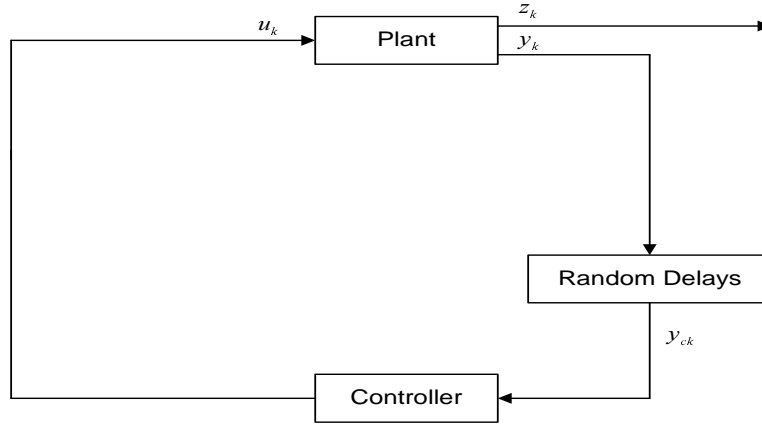 z_k
u_k
Plant
y_k
Random Delays
y_ck
Controller